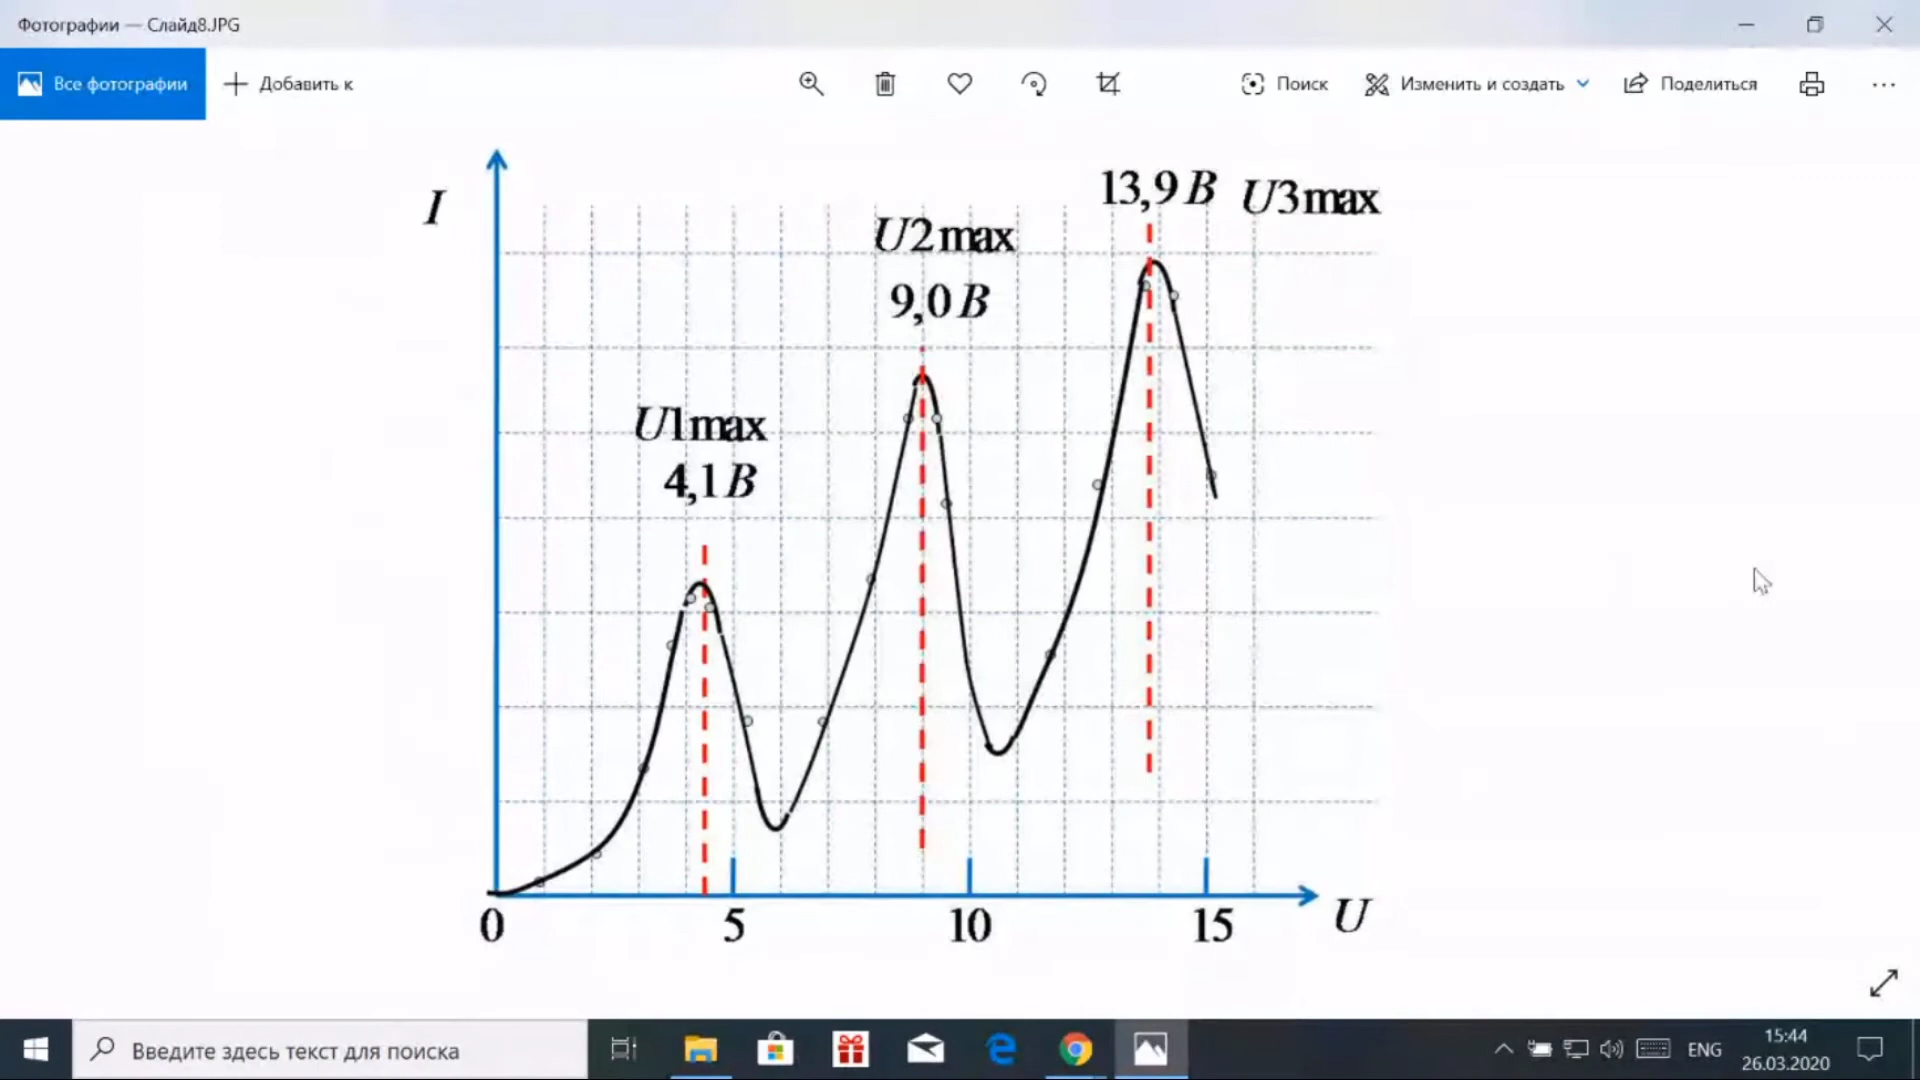 Фотографии — Слайд8.JPG
Все фотографии
Добавить к
Поиск
Изменить и создать
Поделиться
I
13,9 В U3max
U2max
9,0 В
U1max
4,1 В
0 5 10 15 U
Введите здесь текст для поиска
ENG
15:44
26.03.2020